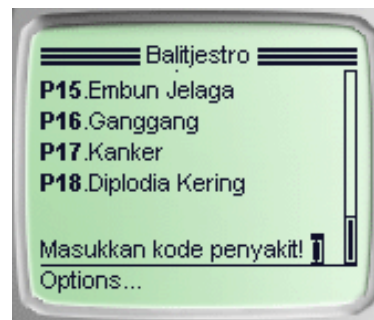 Balitjestro
P15.Embun Jelaga
P16.Ganggang
P17.Kanker
P18.Diplodia Kering
Masukkan kode penyakit!
Options...